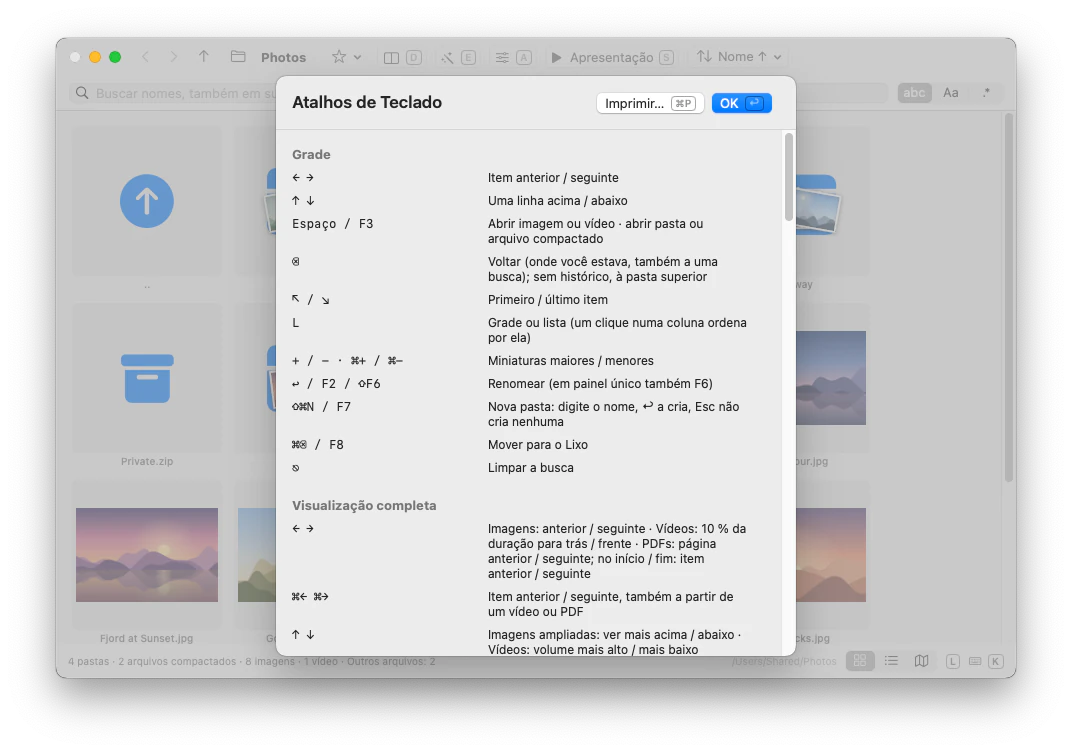 Photos
D
E
A
Apresentação S
Nome ↑
Buscar nomes, também em su
abc
Aa
.*
Atalhos de Teclado
Imprimir... ⌘P
OK ↩
Grade
← → Item anterior / seguinte
↑ ↓ Uma linha acima / abaixo
Espaço / F3 Abrir imagem ou vídeo · abrir pasta ou
arquivo compactado
⌫ Voltar (onde você estava, também a uma
busca); sem histórico, à pasta superior
↖ / ↘ Primeiro / último item
L Grade ou lista (um clique numa coluna ordena
por ela)
+ / − · ⌘+ / ⌘− Miniaturas maiores / menores
↩ / F2 / ⇧F6 Renomear (em painel único também F6)
⇧⌘N / F7 Nova pasta: digite o nome, ↩ a cria, Esc não
cria nenhuma
⌘⌫ / F8 Mover para o Lixo
⎋ Limpar a busca
Visualização completa
← → Imagens: anterior / seguinte · Vídeos: 10 % da
duração para trás / frente · PDFs: página
anterior / seguinte; no início / fim: item
anterior / seguinte
⌘← ⌘→ Item anterior / seguinte, também a partir de
um vídeo ou PDF
↑ ↓ Imagens ampliadas: ver mais acima / abaixo ·
Vídeos: volume mais alto / mais baixo
..
way
Private.zip
our.jpg
Fjord at Sunset.jpg
cks.jpg
4 pastas · 2 arquivos compactados · 8 imagens · 1 vídeo · Outros arquivos: 2
/Users/Shared/Photos
L
K